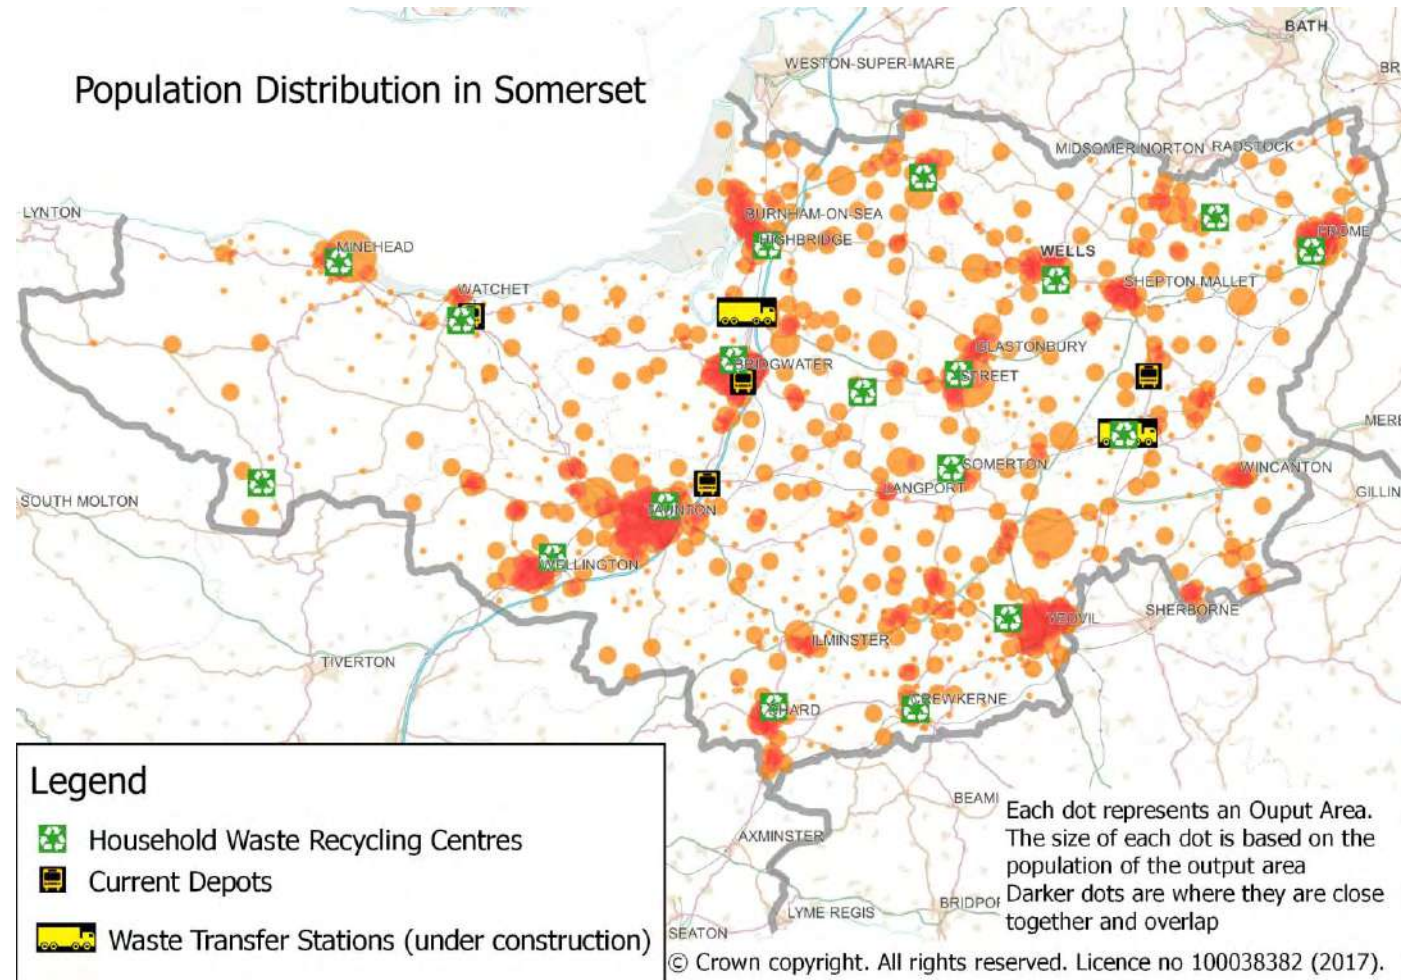 BATH
WESTON-SUPER-MARE
BR
Population Distribution in Somerset
MIDSOMER NORTON
RADSTOCK
LYNTON
BURNHAM-ON-SEA
FROME
MINEHEAD
HIGHBRIDGE
WELLS
SHEPTON MALLET
WATCHET
GLASTONBURY
BRIDGWATER
STREET
MERE
SOMERTON
WINCANTON
LANGPORT
GILLIN
SOUTH MOLTON
TAUNTON
WELLINGTON
SHERBORNE
YEOVIL
ILMINSTER
TIVERTON
CREWKERNE
CHARD
Legend
Household Waste Recycling Centres
Current Depots
Waste Transfer Stations (under construction)
BEAMI
AXMINSTER
LYME REGIS
BRIDPO
SEATON
Each dot represents an Ouput Area.
The size of each dot is based on the
population of the output area
Darker dots are where they are close
together and overlap
© Crown copyright. All rights reserved. Licence no 100038382 (2017).